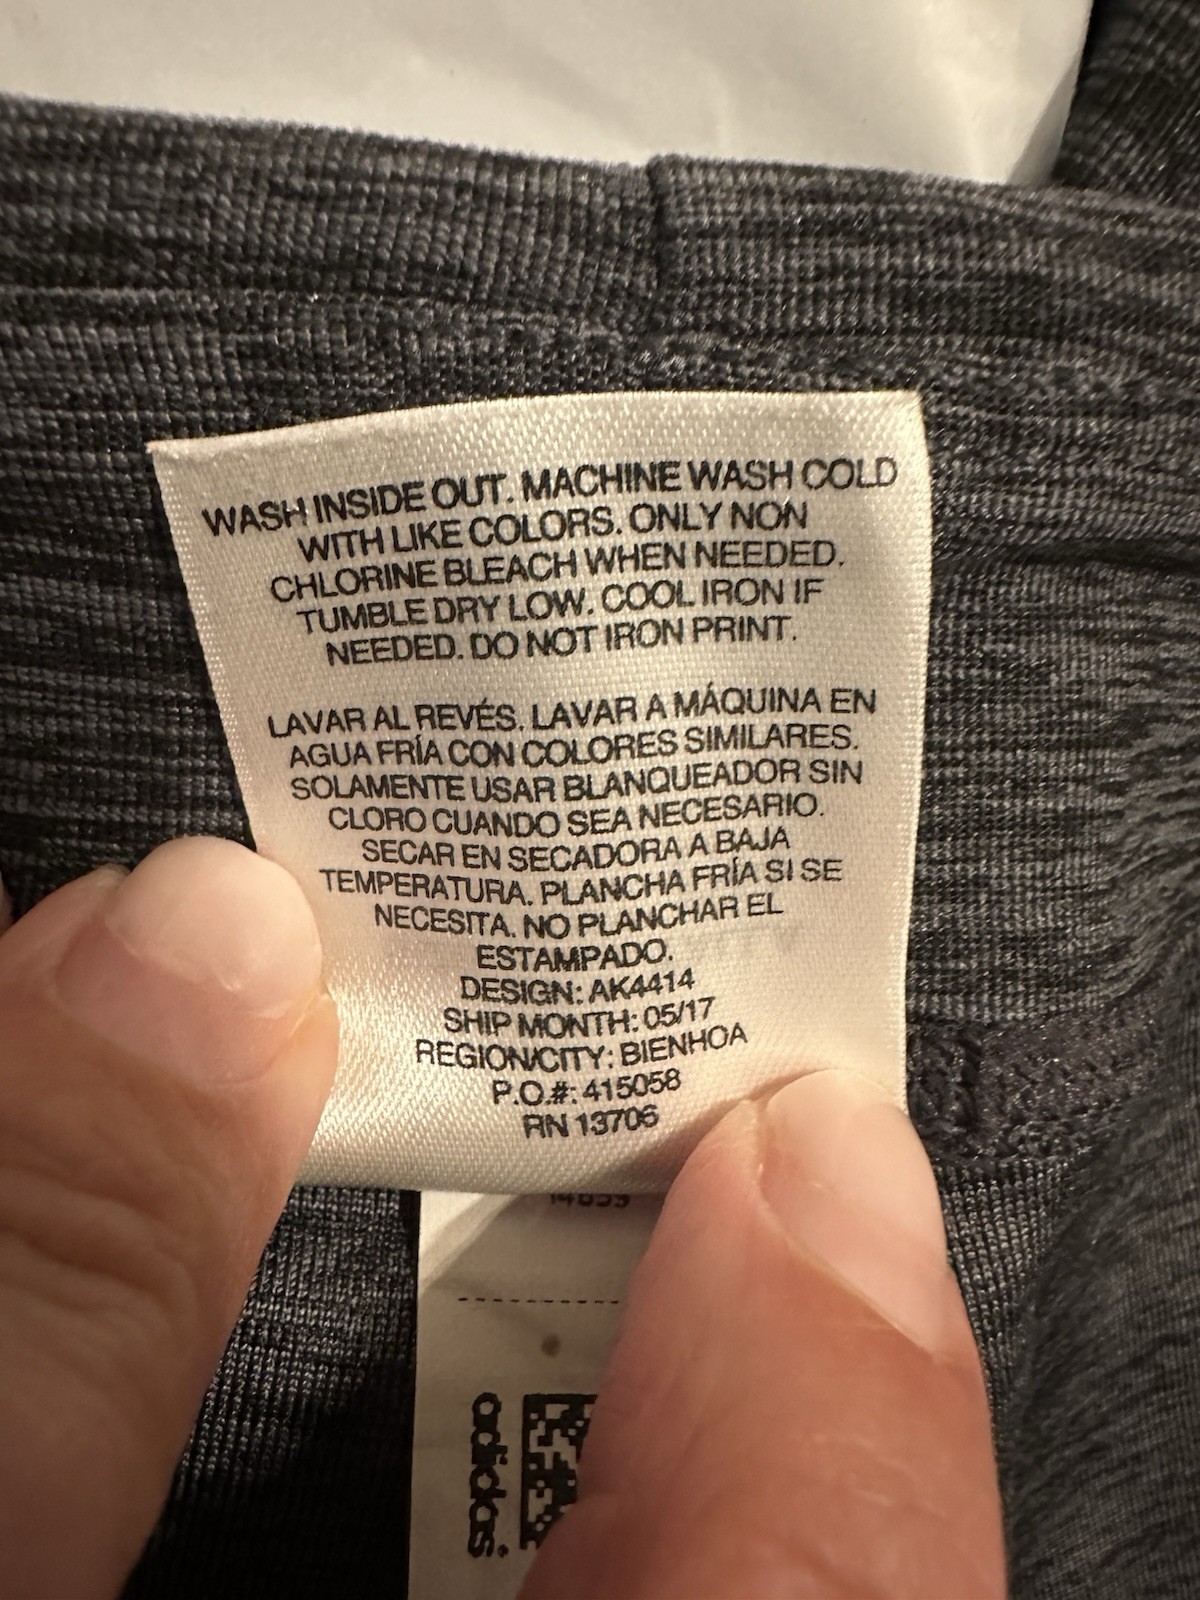 WASH INSIDE OUT. MACHINE WASH COLD
WITH LIKE COLORS. ONLY NON
CHLORINE BLEACH WHEN NEEDED.
TUMBLE DRY LOW. COOL IRON IF
NEEDED. DO NOT IRON PRINT.
LAVAR AL REVÉS. LAVAR A MÁQUINA EN
AGUA FRÍA CON COLORES SIMILARES.
SOLAMENTE USAR BLANQUEADOR SIN
CLORO CUANDO SEA NECESARIO.
SECAR EN SECADORA A BAJA
TEMPERATURA. PLANCHA FRÍA SI SE
NECESITA. NO PLANCHAR EL
ESTAMPADO.
DESIGN: AK4414
SHIP MONTH: 05/17
REGION/CITY: BIENHOA
P.O.#: 415058
RN 13706
adidas